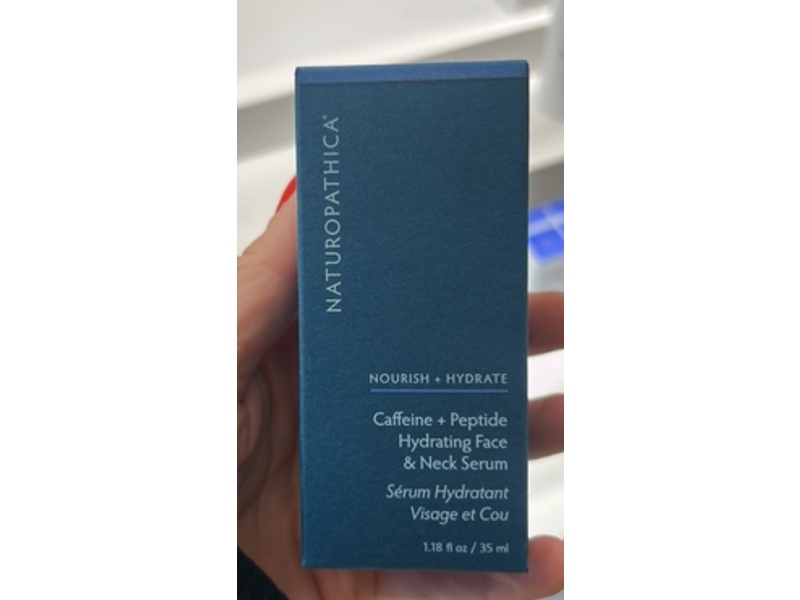 NATUROPATHICA®
NOURISH + HYDRATE
Caffeine + Peptide
Hydrating Face
& Neck Serum
Sérum Hydratant
Visage et Cou
1.18 fl oz / 35 ml